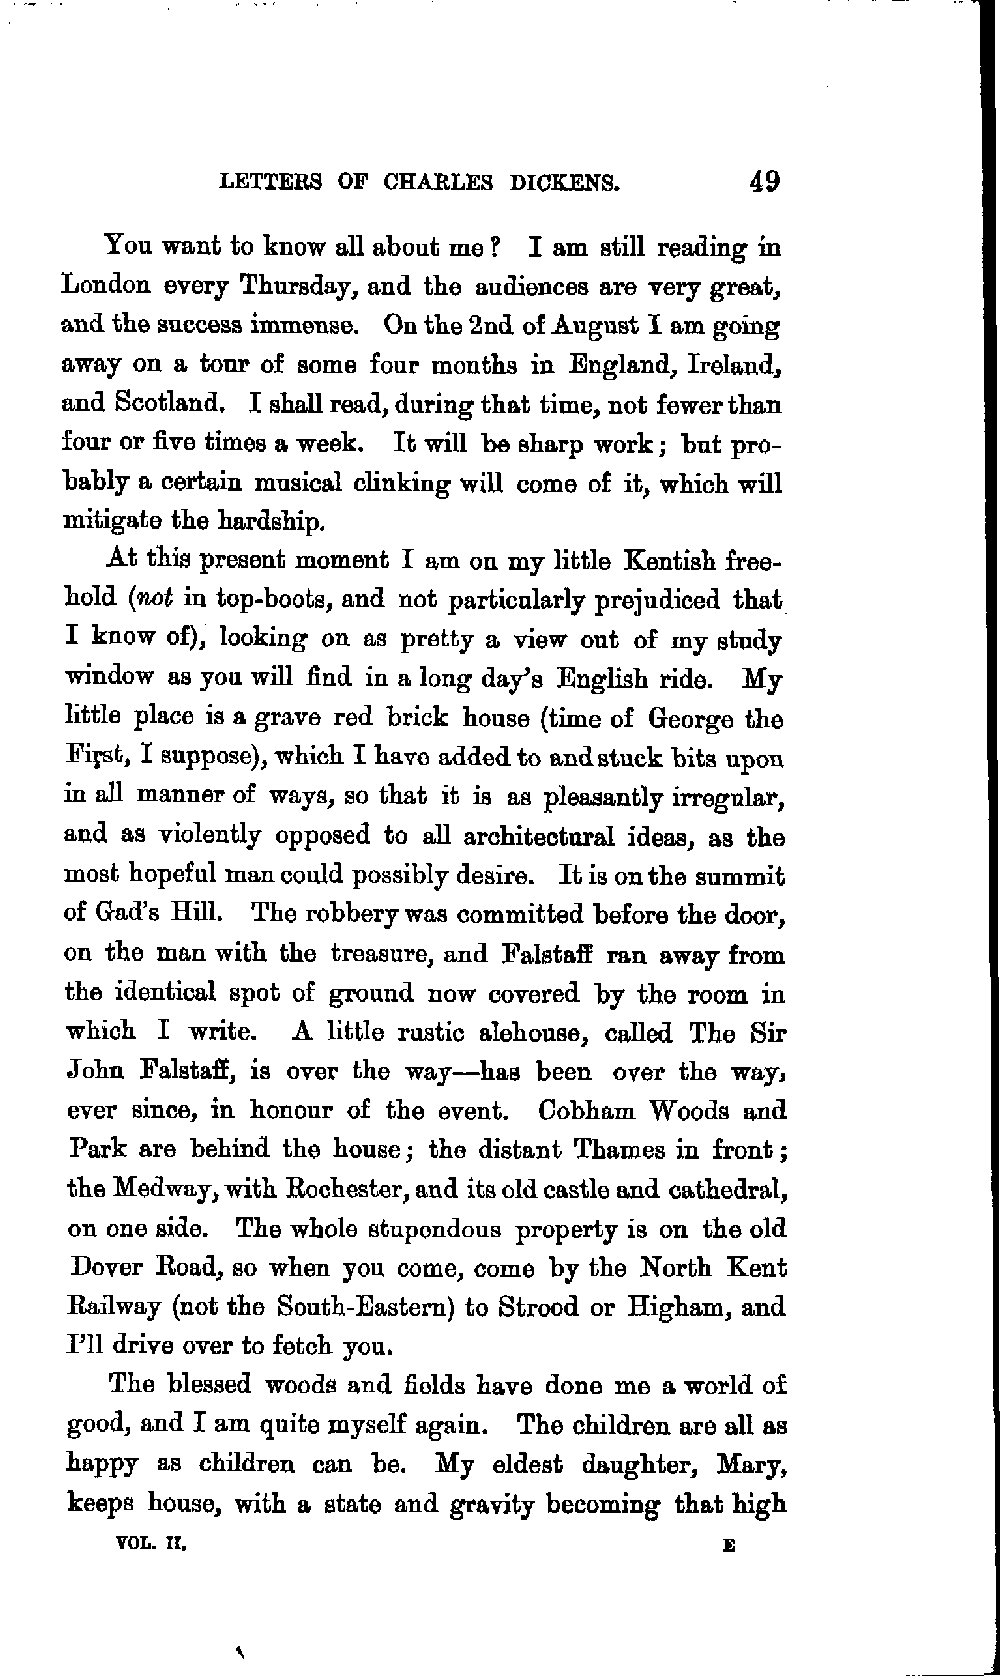 LETTERS OF CHARLES DICKENS. 49
You want to know all about me? I am still reading in
London every Thursday, and the audiences are very great,
and the success immense. On the 2nd of August I am going
away on a tour of some four months in England, Ireland,
and Scotland. I shall read, during that time, not fewer than
four or five times a week. It will be sharp work; but pro-
bably a certain musical clinking will come of it, which will
mitigate the hardship.
At this present moment I am on my little Kentish free-
hold (not in top-boots, and not particularly prejudiced that
I know of), looking on as pretty a view out of my study
window as you will find in a long day's English ride. My
little place is a grave red brick house (time of George the
First, I suppose), which I have added to and stuck bits upon
in all manner of ways, so that it is as pleasantly irregular,
and as violently opposed to all architectural ideas, as the
most hopeful man could possibly desire. It is on the summit
of Gad's Hill. The robbery was committed before the door,
on the man with the treasure, and Falstaff ran away from
the identical spot of ground now covered by the room in
which I write. A little rustic alehouse, called The Sir
John Falstaff, is over the way—has been over the way,
ever since, in honour of the event. Cobham Woods and
Park are behind the house; the distant Thames in front;
the Medway, with Rochester, and its old castle and cathedral,
on one side. The whole stupendous property is on the old
Dover Road, so when you come, come by the North Kent
Railway (not the South-Eastern) to Strood or Higham, and
I'll drive over to fetch you.
The blessed woods and fields have done me a world of
good, and I am quite myself again. The children are all as
happy as children can be. My eldest daughter, Mary,
keeps house, with a state and gravity becoming that high
VOL. II. E